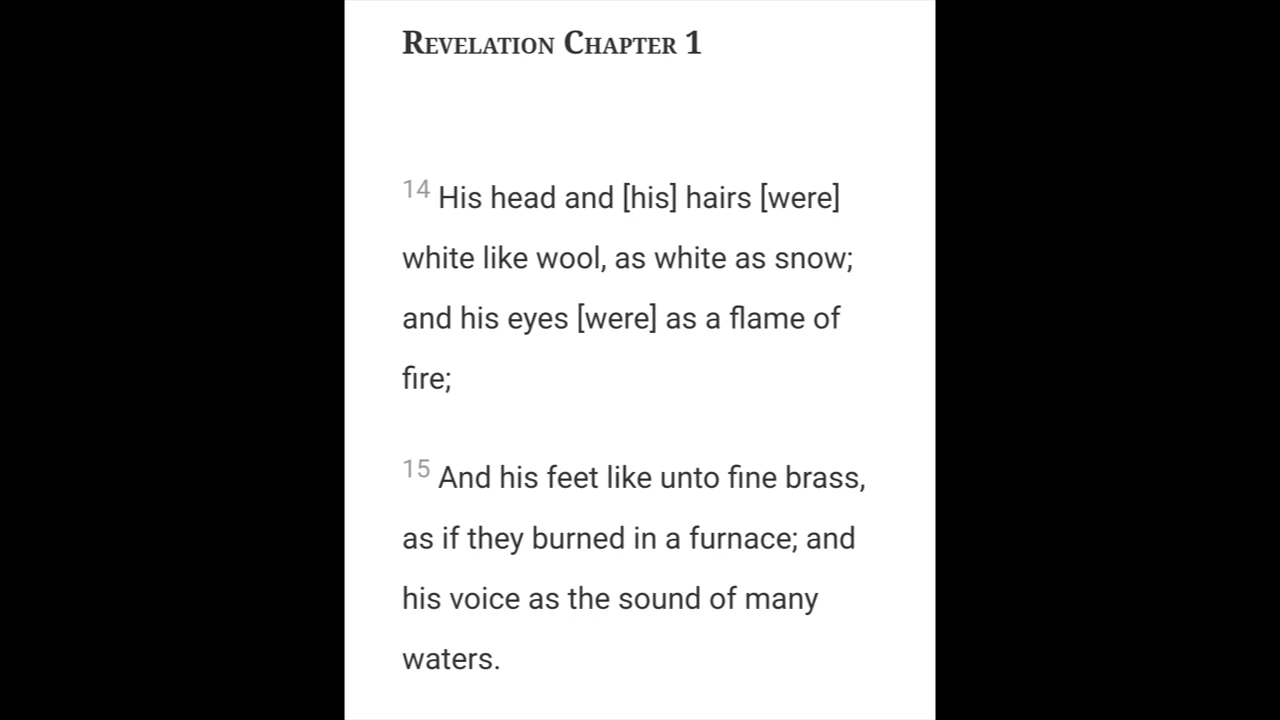 Revelation Chapter 1
14 His head and [his] hairs [were]
white like wool, as white as snow;
and his eyes [were] as a flame of
fire;
15 And his feet like unto fine brass,
as if they burned in a furnace; and
his voice as the sound of many
waters.